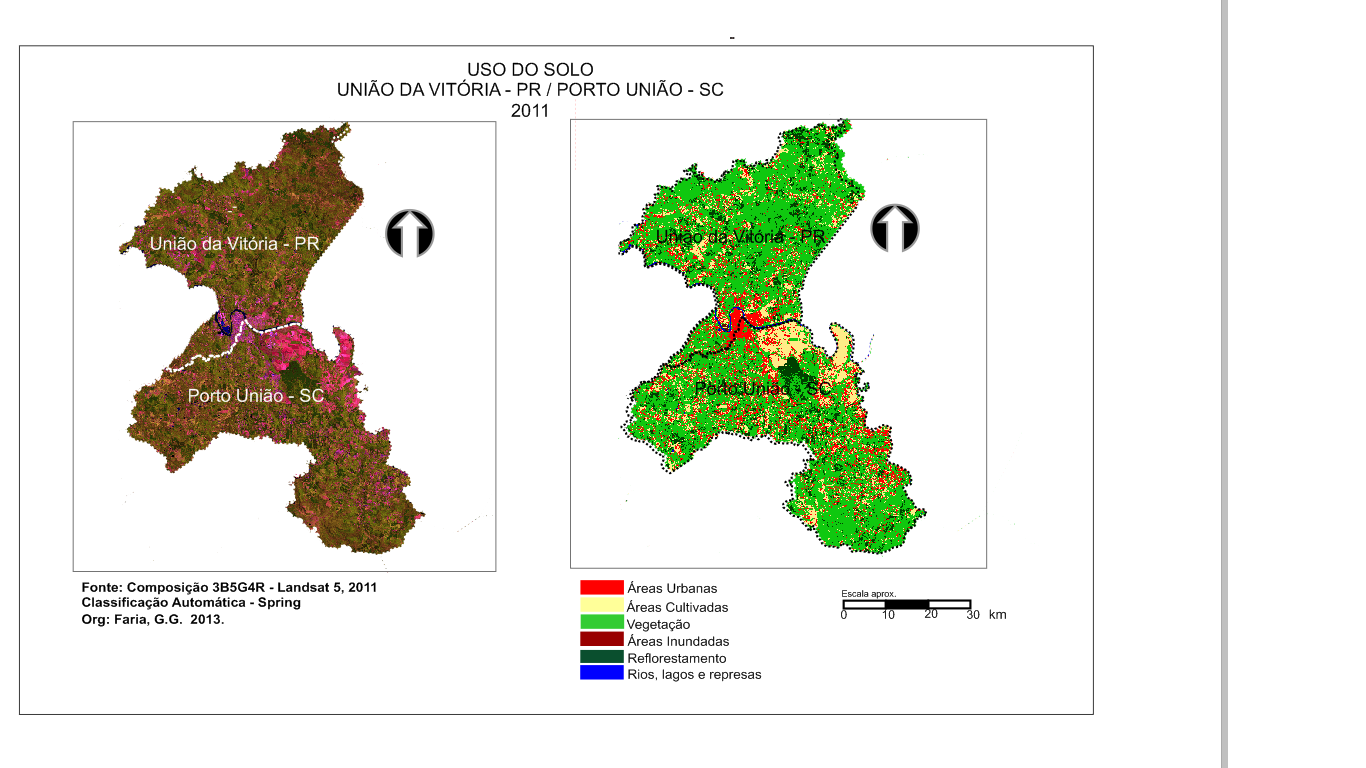 USO DO SOLO
UNIÃO DA VITÓRIA - PR / PORTO UNIÃO - SC
2011
União da Vitória - PR
Porto União - SC
União da Vitória - PR
Porto União - SC
Fonte: Composição 3B5G4R - Landsat 5, 2011
Classificação Automática - Spring
Org: Faria, G.G. 2013.
Áreas Urbanas
Áreas Cultivadas
Vegetação
Áreas Inundadas
Reflorestamento
Rios, lagos e represas
Escala aprox.
0 10 20 30 km